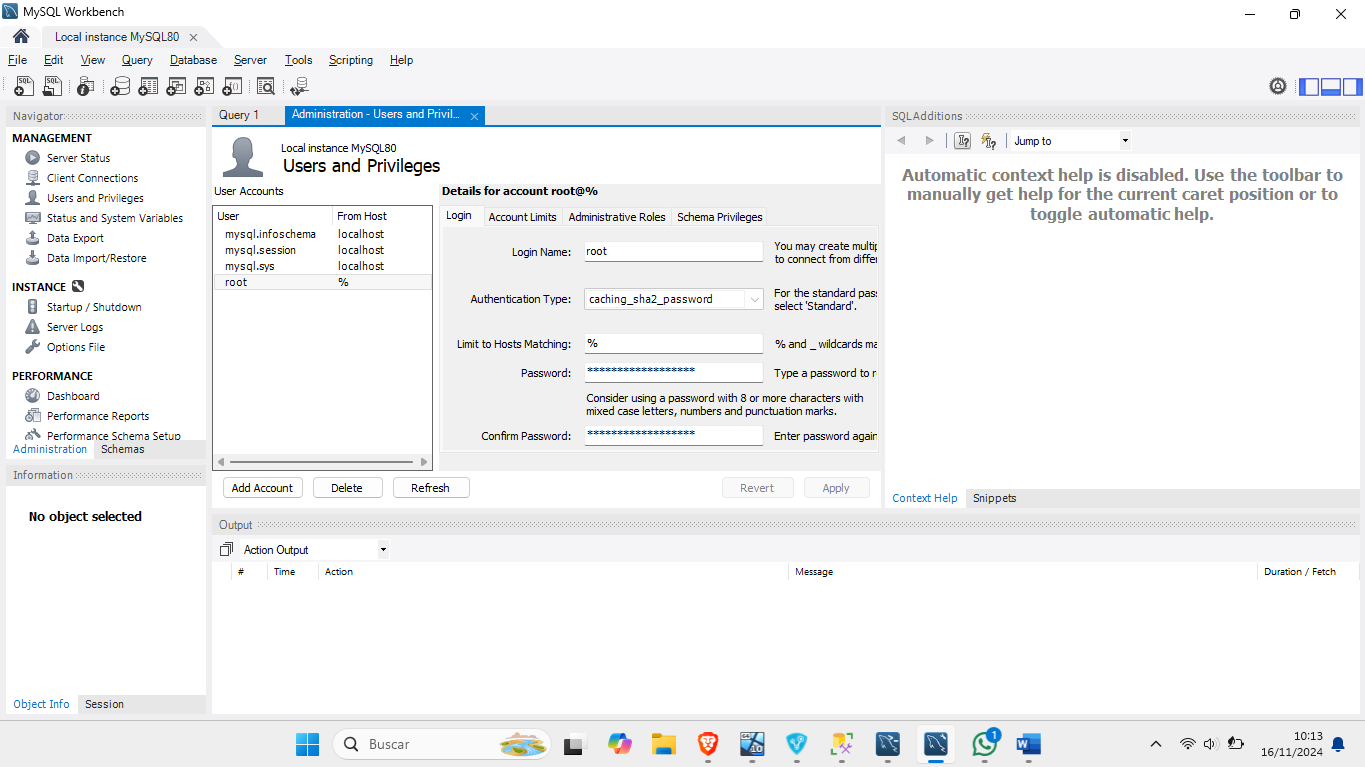 MySQL Workbench
Local instance MySQL80
File Edit View Query Database Server Tools Scripting Help
Navigator
MANAGEMENT
Server Status
Client Connections
Users and Privileges
Status and System Variables
Data Export
Data Import/Restore
INSTANCE
Startup / Shutdown
Server Logs
Options File
PERFORMANCE
Dashboard
Performance Reports
Performance Schema Setup
Administration Schemas
Information
No object selected
Object Info Session
Query 1 Administration - Users and Privil...
Local instance MySQL80
Users and Privileges
User Accounts
User From Host
mysql.infoschema localhost
mysql.session localhost
mysql.sys localhost
root %
Add Account Delete Refresh
Details for account root@%
Login Account Limits Administrative Roles Schema Privileges
Login Name: root You may create multip
to connect from differ
Authentication Type: caching_sha2_password For the standard pas
select 'Standard'.
Limit to Hosts Matching: % % and _ wildcards ma
Password: ****************** Type a password to r
Consider using a password with 8 or more characters with
mixed case letters, numbers and punctuation marks.
Confirm Password: ****************** Enter password again
Revert Apply
SQLAdditions
Jump to
Automatic context help is disabled. Use the toolbar to
manually get help for the current caret position or to
toggle automatic help.
Context Help Snippets
Output
Action Output
# Time Action Message Duration / Fetch
Buscar
1
10:13
16/11/2024